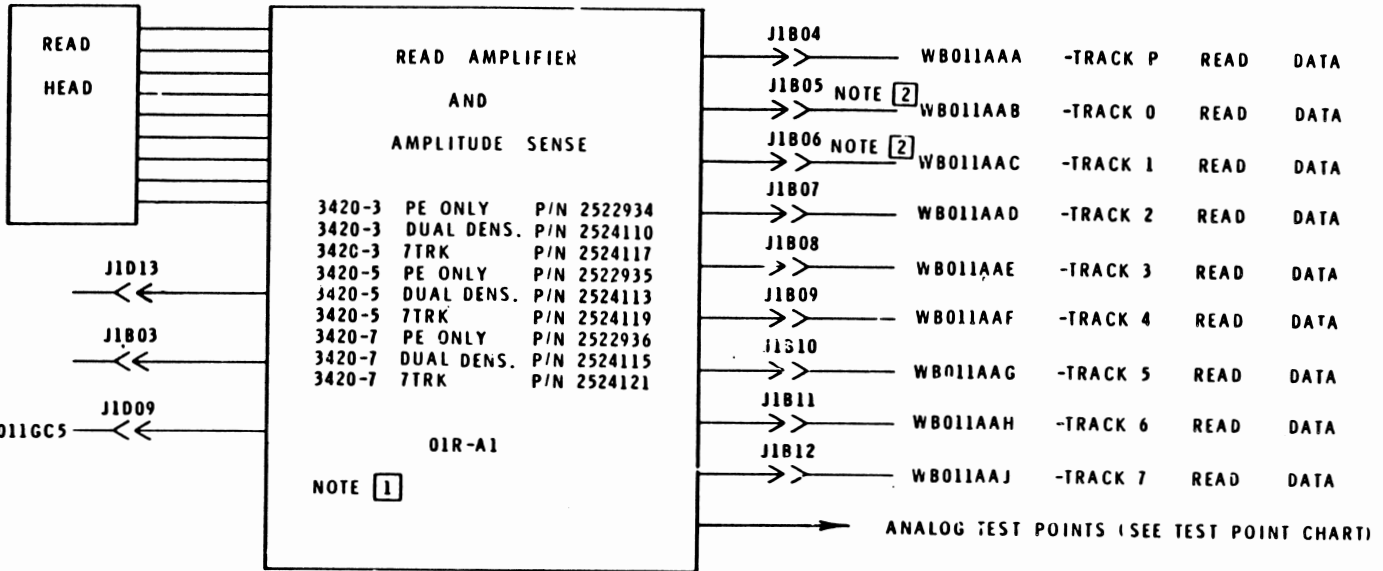 READ
HEAD
J1D13
J1B03
J1D09
011GC5
READ AMPLIFIER
AND
AMPLITUDE SENSE
3420-3 PE ONLY P/N 2522934
3420-3 DUAL DENS. P/N 2524110
342C-3 7TRK P/N 2524117
3420-5 PE ONLY P/N 2522935
3420-5 DUAL DENS. P/N 2524113
3420-5 7TRK P/N 2524119
3420-7 PE ONLY P/N 2522936
3420-7 DUAL DENS. P/N 2524115
3420-7 7TRK P/N 2524121
01R-A1
NOTE 1
J1B04
WB011AAA -TRACK P READ DATA
J1B05 NOTE 2
WB011AAB -TRACK 0 READ DATA
J1B06 NOTE 2
WB011AAC -TRACK 1 READ DATA
J1B07
WB011AAD -TRACK 2 READ DATA
J1B08
WB011AAE -TRACK 3 READ DATA
J1B09
WB011AAF -TRACK 4 READ DATA
J1B10
WB011AAG -TRACK 5 READ DATA
J1B11
WB011AAH -TRACK 6 READ DATA
J1B12
WB011AAJ -TRACK 7 READ DATA
ANALOG TEST POINTS (SEE TEST POINT CHART)